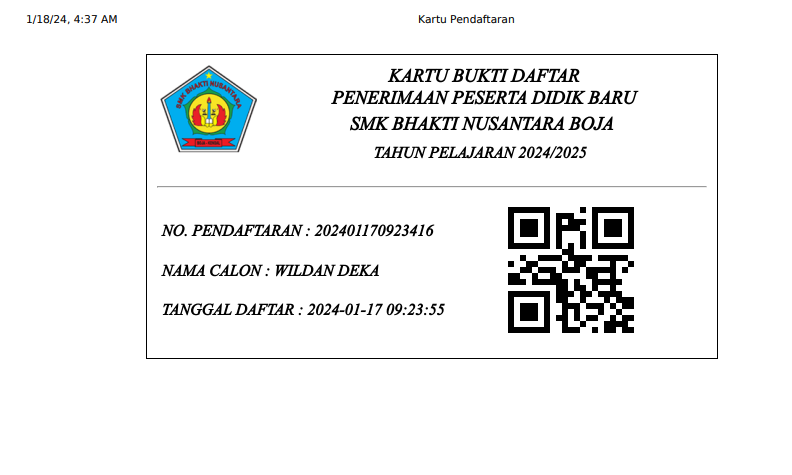 1/18/24, 4:37 AM
Kartu Pendaftaran
SMK BHAKTI NUSANTARA
KARTU BUKTI DAFTAR
PENERIMAAN PESERTA DIDIK BARU
SMK BHAKTI NUSANTARA BOJA
TAHUN PELAJARAN 2024/2025
NO. PENDAFTARAN : 202401170923416
NAMA CALON : WILDAN DEKA
TANGGAL DAFTAR : 2024-01-17 09:23:55